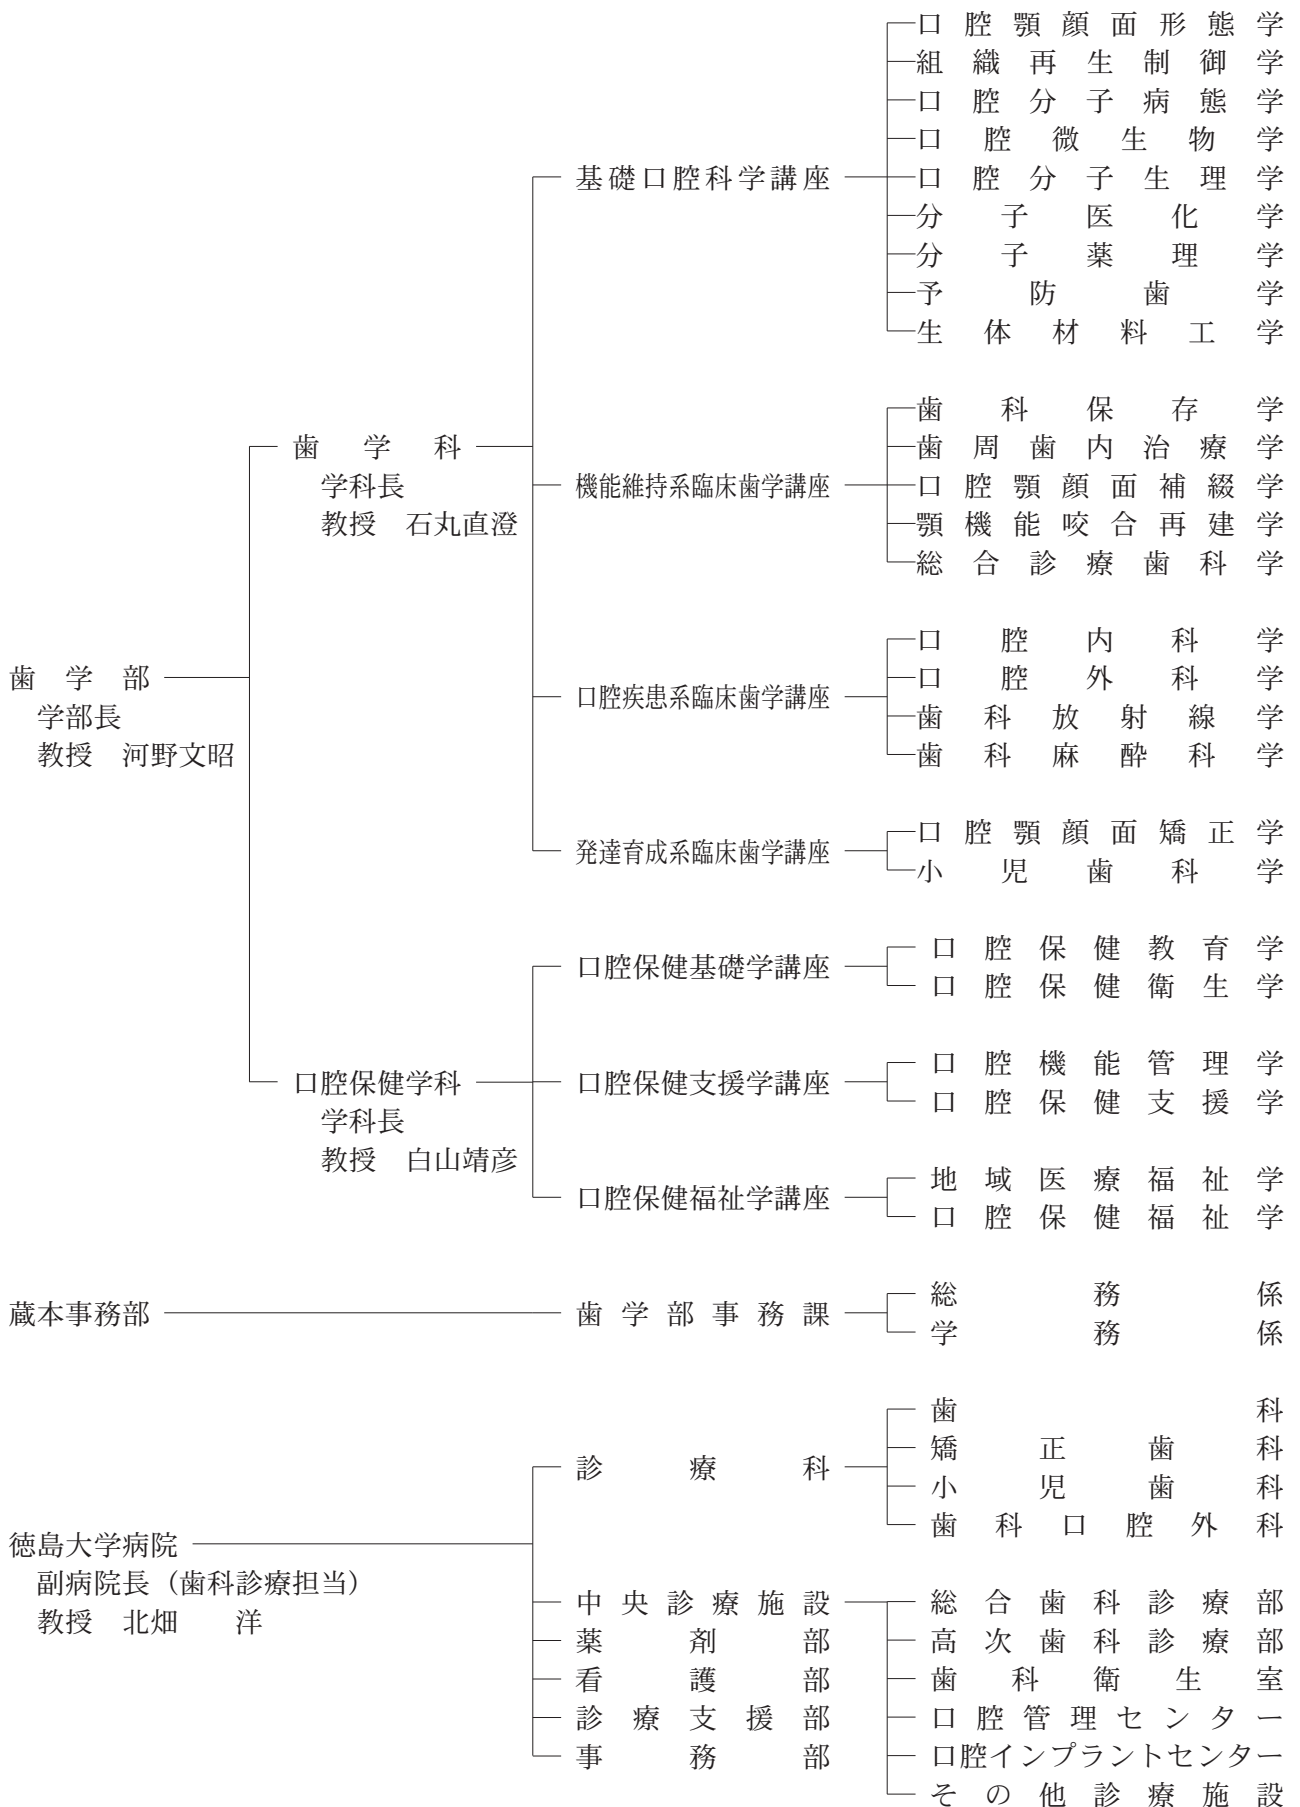 歯学部
学部長
教授 河野文昭
歯学科
学科長
教授 石丸直澄
基礎口腔科学講座
口腔顎顔面形態学
組織再生制御学
口腔分子病態学
口腔微生物学
口腔分子生理学
分子医化学
分子薬理学
予防歯学
生体材料工学
機能維持系臨床歯学講座
歯科保存学
歯周歯内治療学
口腔顎顔面補綴学
顎機能咬合再建学
総合診療歯科学
口腔疾患系臨床歯学講座
口腔内科学
口腔外科学
歯科放射線学
歯科麻酔科学
発達育成系臨床歯学講座
口腔顎顔面矯正学
小児歯科学
口腔保健学科
学科長
教授 白山靖彦
口腔保健基礎学講座
口腔保健教育学
口腔保健衛生学
口腔保健支援学講座
口腔機能管理学
口腔保健支援学
口腔保健福祉学講座
地域医療福祉学
口腔保健福祉学
蔵本事務部
歯学部事務課
総務係
学務係
徳島大学病院
副病院長（歯科診療担当）
教授 北畑 洋
診療科
歯科
矯正歯科
小児歯科
歯科口腔外科
中央診療施設
総合歯科診療部
高次歯科診療部
歯科衛生室
口腔管理センター
口腔インプラントセンター
その他診療施設
薬剤部
看護部
診療支援部
事務部